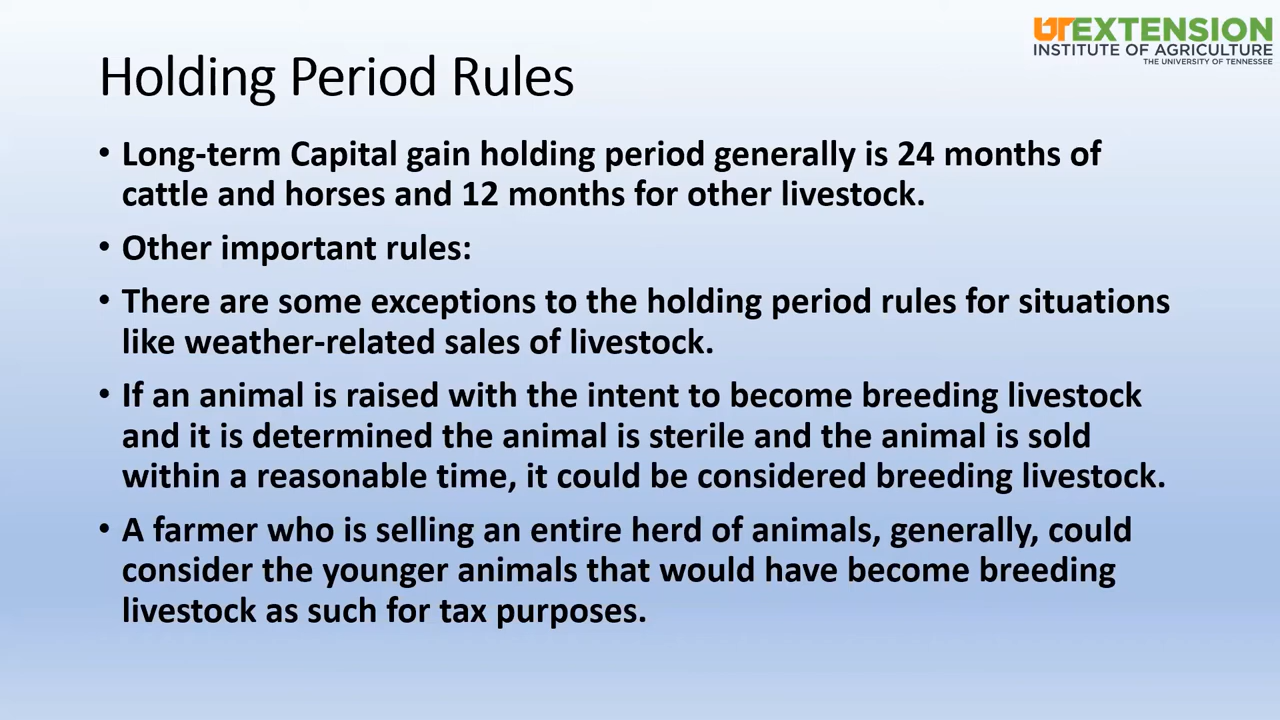 UTEXTENSION
INSTITUTE OF AGRICULTURE
THE UNIVERSITY OF TENNESSEE
Holding Period Rules
• Long-term Capital gain holding period generally is 24 months of
cattle and horses and 12 months for other livestock.
• Other important rules:
• There are some exceptions to the holding period rules for situations
like weather-related sales of livestock.
• If an animal is raised with the intent to become breeding livestock
and it is determined the animal is sterile and the animal is sold
within a reasonable time, it could be considered breeding livestock.
• A farmer who is selling an entire herd of animals, generally, could
consider the younger animals that would have become breeding
livestock as such for tax purposes.